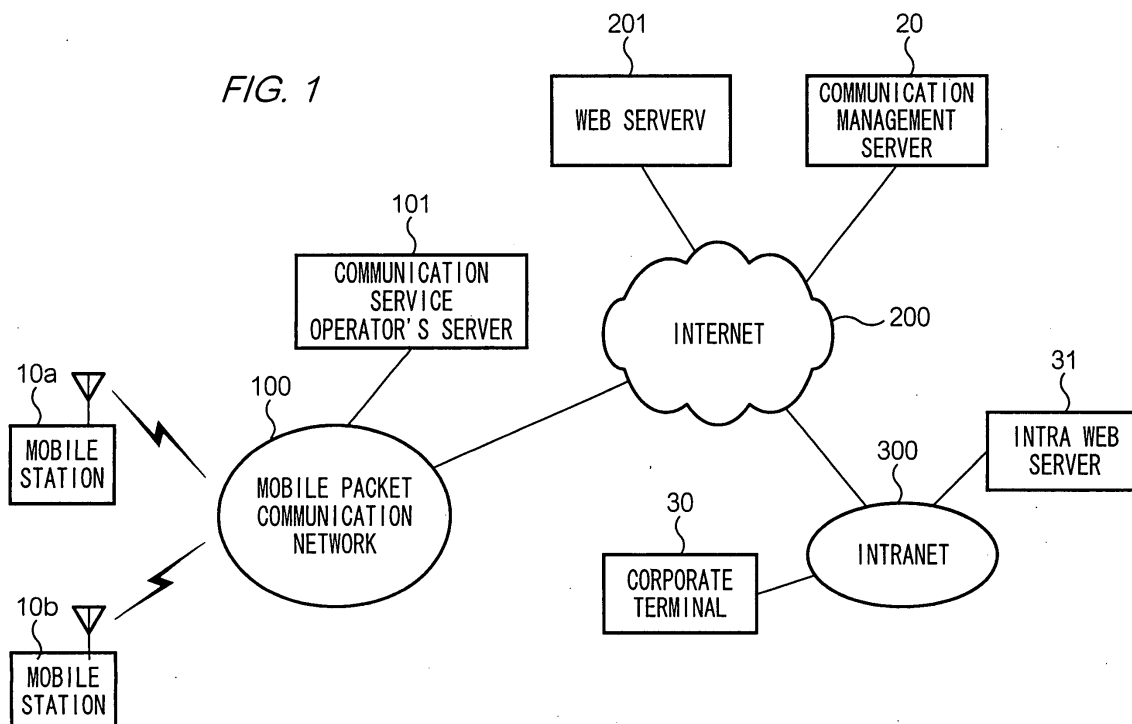 FIG. 1
201
WEB SERVERV
20
COMMUNICATION
MANAGEMENT
SERVER
101
COMMUNICATION
SERVICE
OPERATOR'S SERVER
INTERNET
200
10a
MOBILE
STATION
100
MOBILE PACKET
COMMUNICATION
NETWORK
31
INTRA WEB
SERVER
300
INTRANET
30
CORPORATE
TERMINAL
10b
MOBILE
STATION